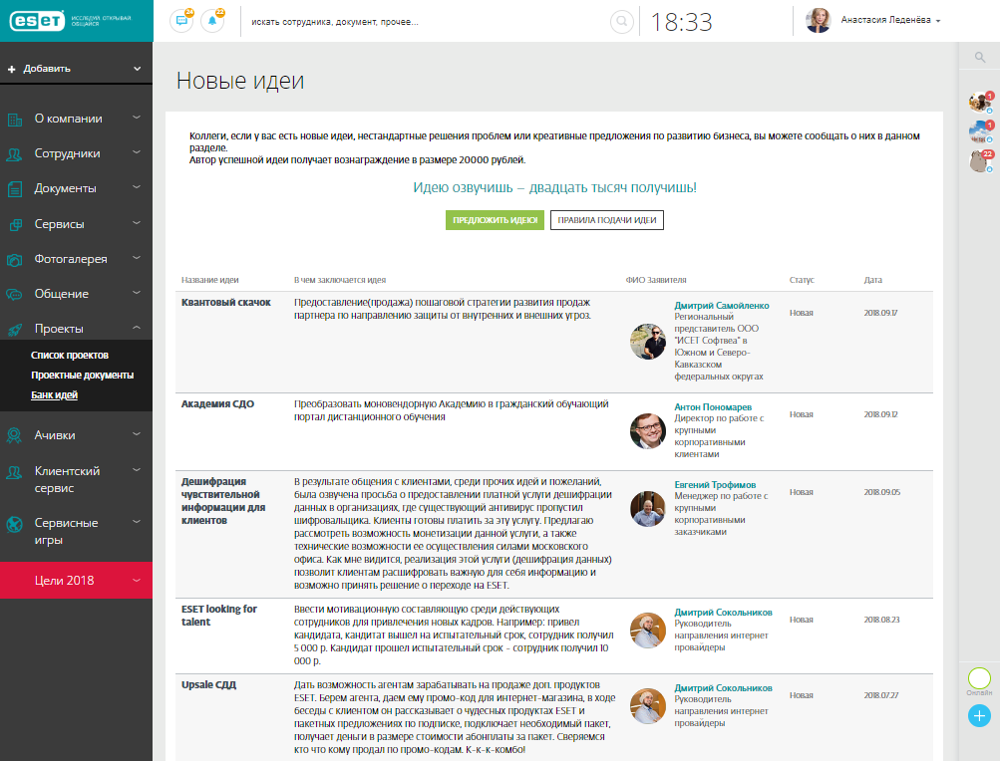 eset
ИССЛЕДУЙ. ОТКРЫВАЙ.
ОБЩАЙСЯ.
24
22
искать сотрудника, документ, прочее...
18:33
Анастасия Леденёва
Добавить
О компании
Сотрудники
Документы
Сервисы
Фотогалерея
Общение
Проекты
Список проектов
Проектные документы
Банк идей
Ачивки
Клиентский
сервис
Сервисные
игры
Цели 2018
Новые идеи
Коллеги, если у вас есть новые идеи, нестандартные решения проблем или креативные предложения по развитию бизнеса, вы можете сообщать о них в данном
разделе.
Автор успешной идеи получает вознаграждение в размере 20000 рублей.
Идею озвучишь – двадцать тысяч получишь!
ПРЕДЛОЖИТЬ ИДЕЮ!
ПРАВИЛА ПОДАЧИ ИДЕИ
Название идеи
В чем заключается идея
ФИО Заявителя
Статус
Дата
Квантовый скачок
Предоставление(продажа) пошаговой стратегии развития продаж
партнера по направлению защиты от внутренних и внешних угроз.
Дмитрий Самойленко
Региональный
представитель ООО
"ИСЕТ Софтвеа" в
Южном и Северо-
Кавказском
федеральных округах
Новая
2018.09.17
Академия СДО
Преобразовать моновендорную Академию в гражданский обучающий
портал дистанционного обучения
Антон Пономарев
Директор по работе с
крупными
корпоративными
клиентами
Новая
2018.09.12
Дешифрация
чувствительной
информации для
клиентов
В результате общения с клиентами, среди прочих идей и пожеланий,
была озвучена просьба о предоставлении платной услуги дешифрации
данных в организациях, где существующий антивирус пропустил
шифровальщика. Клиенты готовы платить за эту услугу. Предлагаю
рассмотреть возможность монетизации данной услуги, а также
технические возможности ее осуществления силами московского
офиса. Как мне видится, реализация этой услуги (дешифрация данных)
позволит клиентам расшифровать важную для себя информацию и
возможно принять решение о переходе на ESET.
Евгений Трофимов
Менеджер по работе с
крупными
корпоративными
заказчиками
Новая
2018.09.05
ESET looking for
talent
Ввести мотивационную составляющую среди действующих
сотрудников для привлечения новых кадров. Например: привел
кандидата, кандитат вышел на испытательный срок, сотрудник получил
5 000 р. Кандидат прошел испытательный срок - сотрудник получил 10
000 р.
Дмитрий Сокольников
Руководитель
направления интернет
провайдеры
Новая
2018.08.23
Upsale СДД
Дать возможность агентам зарабатывать на продаже доп. продуктов
ESET. Берем агента, даем ему промо-код для интернет-магазина, в ходе
беседы с клиентом он рассказывает о чудесных продуктах ESET и
пакетных предложениях по подписке, подключает необходимый пакет,
получает деньги в размере стоимости абонплаты за пакет. Сверяемся
кто что кому продал по промо-кодам. К-к-к-комбо!
Дмитрий Сокольников
Руководитель
направления интернет
провайдеры
Новая
2018.07.27
1
1
22
Онлайн